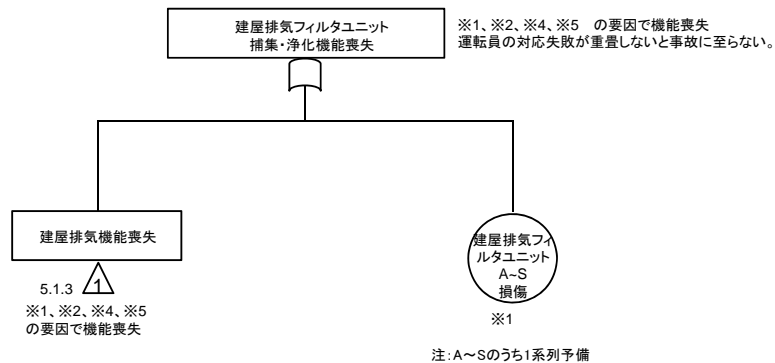 建屋排気フィルタユニット
捕集・浄化機能喪失
※1、※2、※4、※5　の要因で機能喪失
運転員の対応失敗が重畳しないと事故に至らない。
建屋排気機能喪失
5.1.3 1
※1、※2、※4、※5
の要因で機能喪失
建屋排気フィ
ルタユニット
A~S
損傷
※1
注：A～Sのうち1系列予備